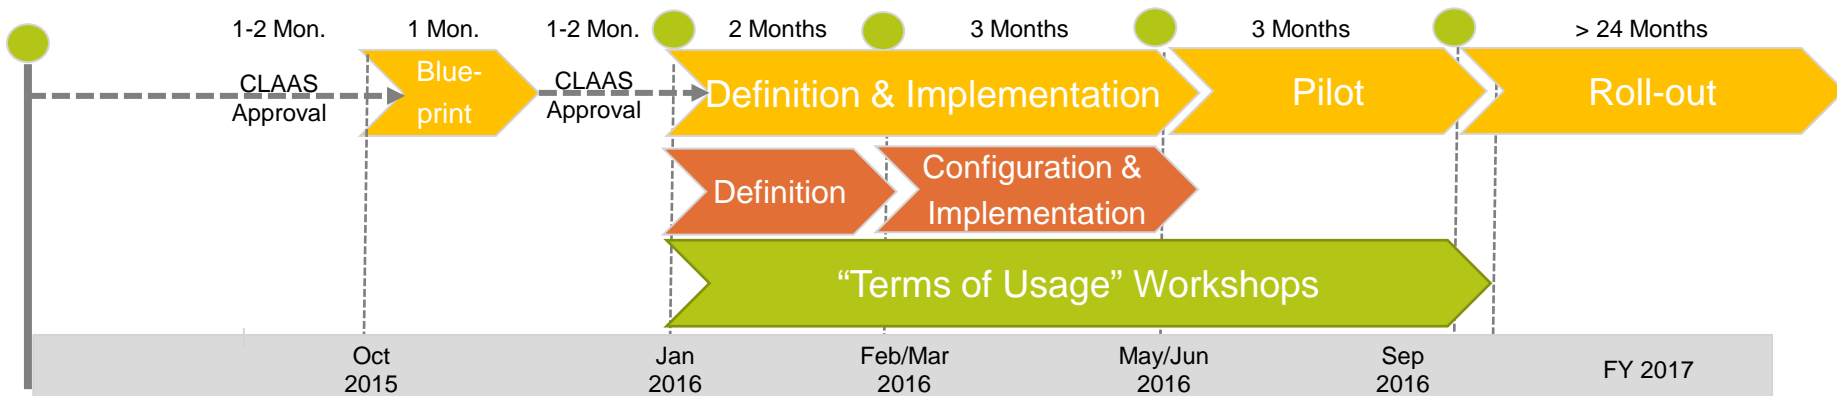 1-2 Mon.
1 Mon.
1-2 Mon.
2 Months
3 Months
3 Months
> 24 Months
CLAAS
Approval
Blue-
print
CLAAS
Approval
Definition & Implementation
Pilot
Roll-out
Definition
Configuration &
Implementation
“Terms of Usage” Workshops
Oct
2015
Jan
2016
Feb/Mar
2016
May/Jun
2016
Sep
2016
FY 2017